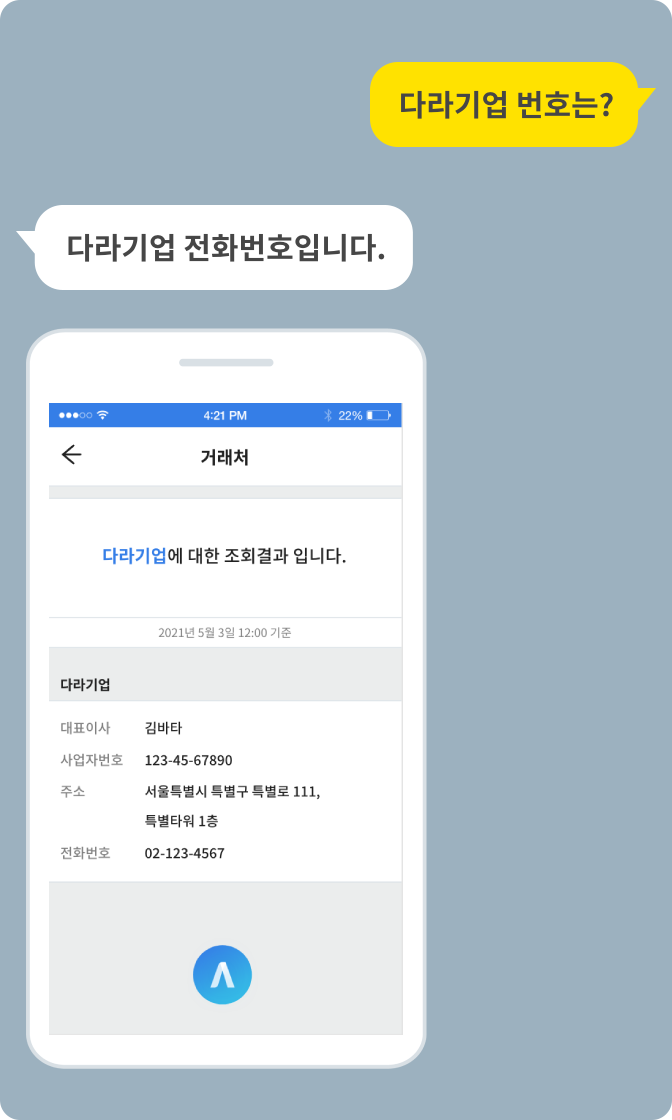 다라기업 번호는?
다라기업 전화번호입니다.
4:21 PM 22%
거래처
다라기업에 대한 조회결과 입니다.
2021년 5월 3일 12:00 기준
다라기업
대표이사 김바타
사업자번호 123-45-67890
주소 서울특별시 특별구 특별로 111,
특별타워 1층
전화번호 02-123-4567